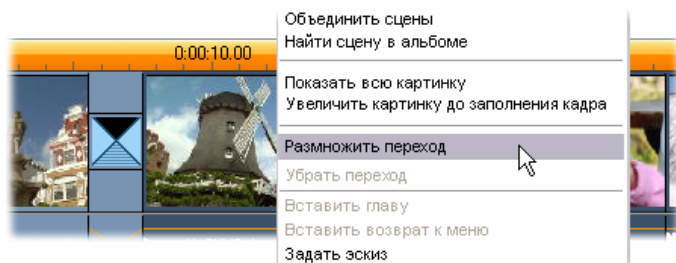 Объединить сцены
Найти сцену в альбоме
0:00:10.00
Показать всю картинку
Увеличить картинку до заполнения кадра
Размножить переход
Убрать переход
Вставить главу
Вставить возврат к меню
Задать эскиз